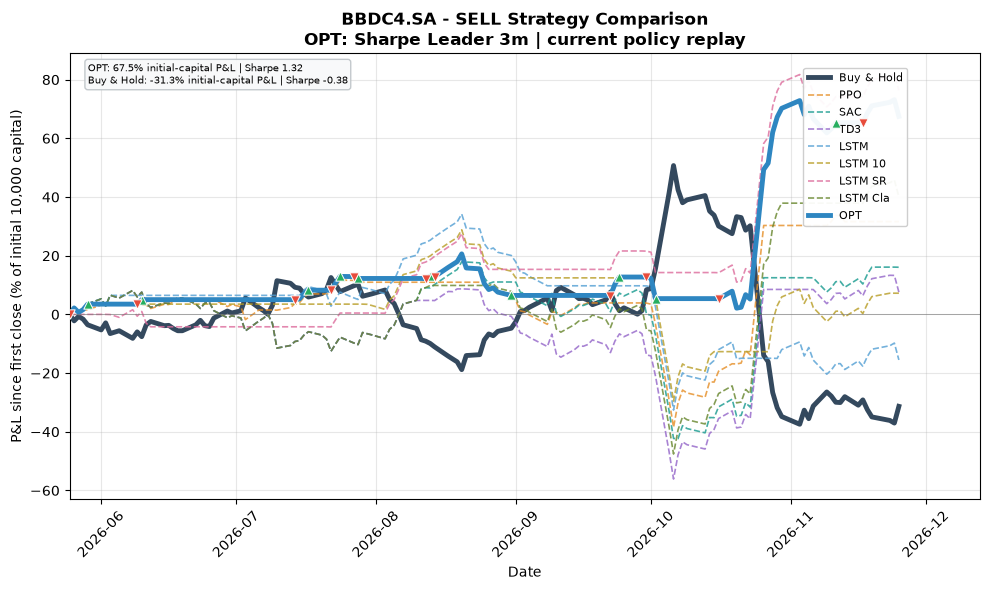 BBDC4.SA - SELL Strategy Comparison
OPT: Sharpe Leader 3m | current policy replay
OPT: 67.5% initial-capital P&L | Sharpe 1.32
Buy & Hold: -31.3% initial-capital P&L | Sharpe -0.38
Buy & Hold
PPO
SAC
TD3
LSTM
LSTM 10
LSTM SR
LSTM Cla
OPT
P&L since first close (% of initial 10,000 capital)
80
60
40
20
0
−20
−40
−60
2026-06
2026-07
2026-08
2026-09
2026-10
2026-11
2026-12
Date